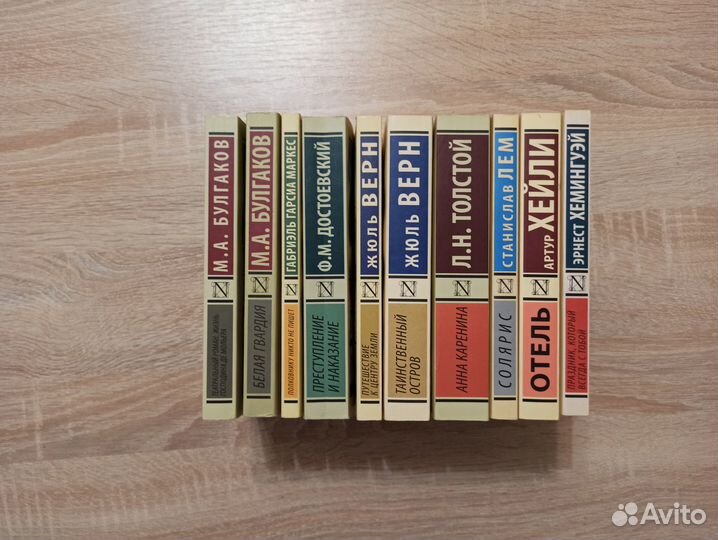 М.А. БУЛГАКОВ
ТЕАТРАЛЬНЫЙ РОМАН. ЖИЗНЬ
ГОСПОДИНА ДЕ МОЛЬЕРА
М.А. БУЛГАКОВ
БЕЛАЯ ГВАРДИЯ
ГАБРИЭЛЬ ГАРСИА МАРКЕС
ПОЛКОВНИКУ НИКТО НЕ ПИШЕТ
Ф.М. ДОСТОЕВСКИЙ
ПРЕСТУПЛЕНИЕ
И НАКАЗАНИЕ
ЖЮЛЬ ВЕРН
ПУТЕШЕСТВИЕ
К ЦЕНТРУ ЗЕМЛИ
ЖЮЛЬ ВЕРН
ТАИНСТВЕННЫЙ
ОСТРОВ
Л.Н. ТОЛСТОЙ
АННА КАРЕНИНА
СТАНИСЛАВ ЛЕМ
СОЛЯРИС
АРТУР ХЕЙЛИ
ОТЕЛЬ
ЭРНЕСТ ХЕМИНГУЭЙ
ПРАЗДНИК, КОТОРЫЙ
ВСЕГДА С ТОБОЙ
Avito